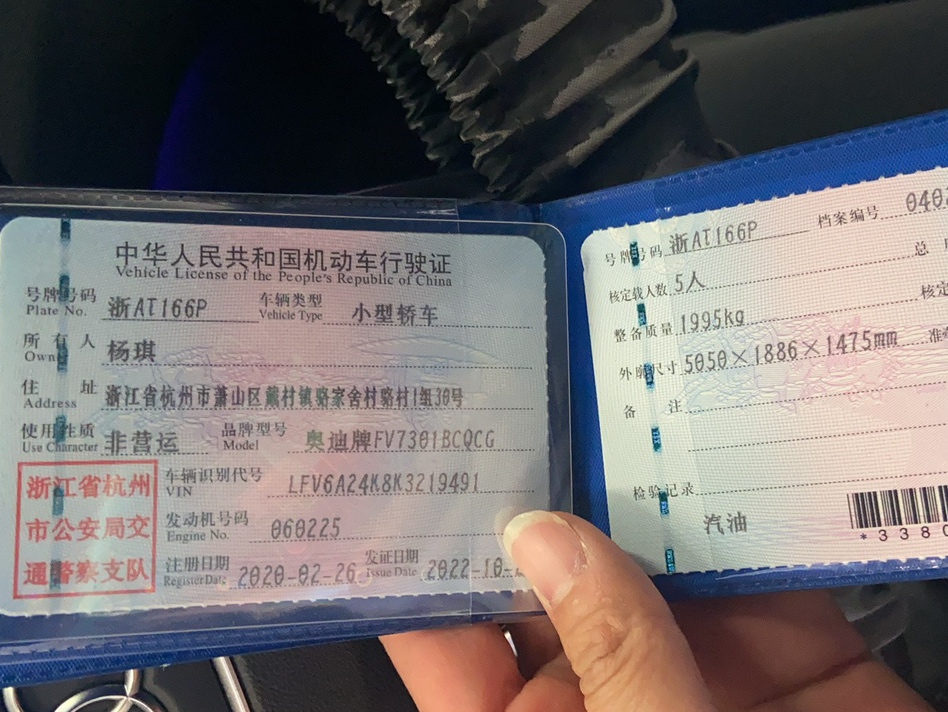 中华人民共和国机动车行驶证
Vehicle License of the People's Republic of China
号牌号码 浙AT166P 车辆类型 小型轿车
Plate No. Vehicle Type
所有人 杨琪
Owner
住址 浙江省杭州市萧山区戴村镇骆家舍村骆村1组30号
Address
使用性质 非营运 品牌型号 奥迪牌FV7301BCQCG
Use Character Model
浙江省杭州
市公安局交
通警察支队
车辆识别代号 LFV6A24K8K3219491
VIN
发动机号码 060225
Engine No.
注册日期 2020-02-26 发证日期 2022-10-
Register Date Issue Date
号牌号码 浙AT166P 档案编号 040
核定载人数 5人 总
整备质量 1995kg 核定
外廓尺寸 5050×1886×1475mm 准牵
备注
检验记录
汽油
*3380